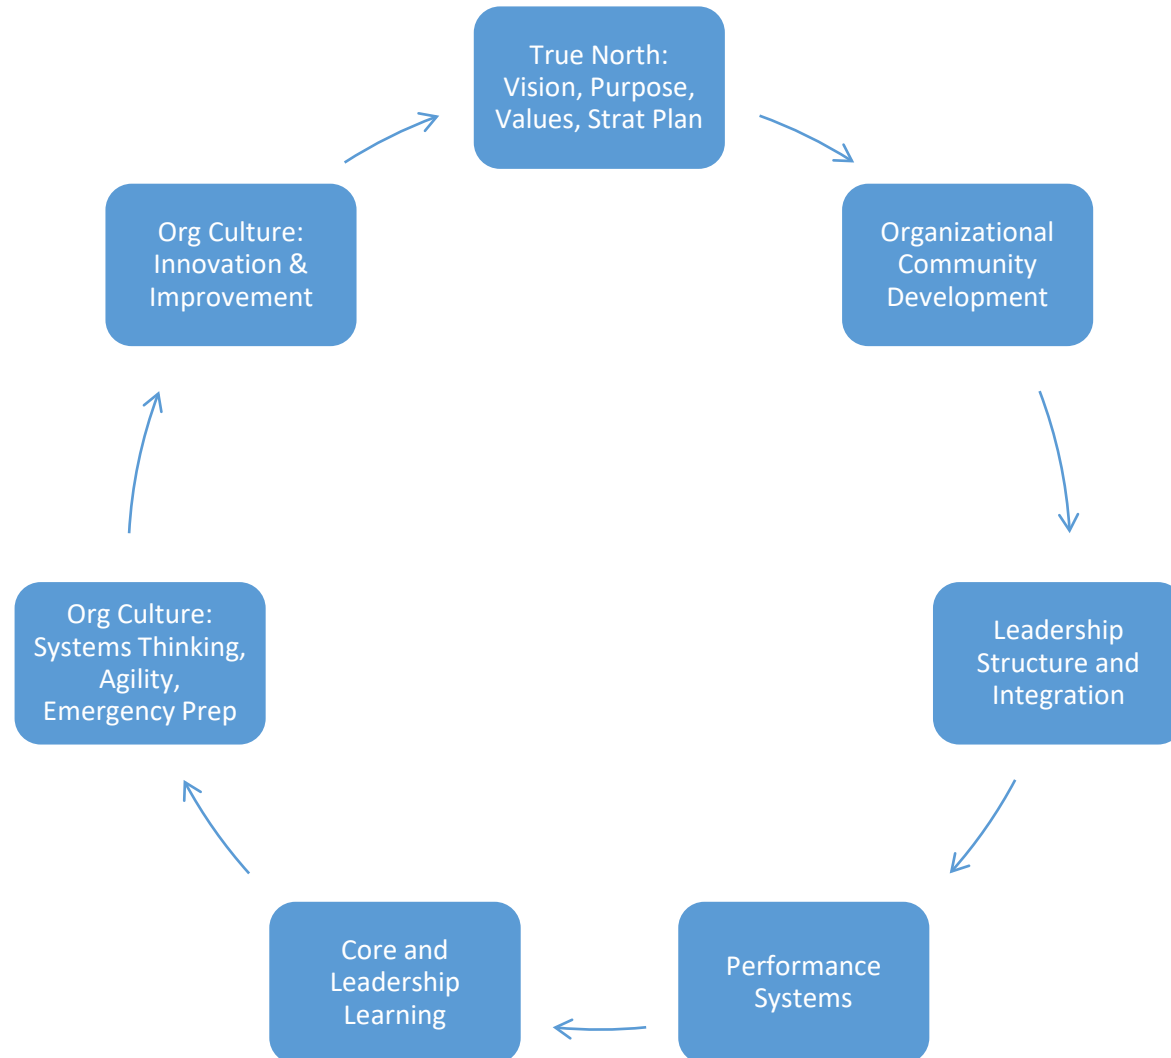 True North:
Vision, Purpose,
Values, Strat Plan
Organizational
Community
Development
Leadership
Structure and
Integration
Performance
Systems
Core and
Leadership
Learning
Org Culture:
Systems Thinking,
Agility,
Emergency Prep
Org Culture:
Innovation &
Improvement